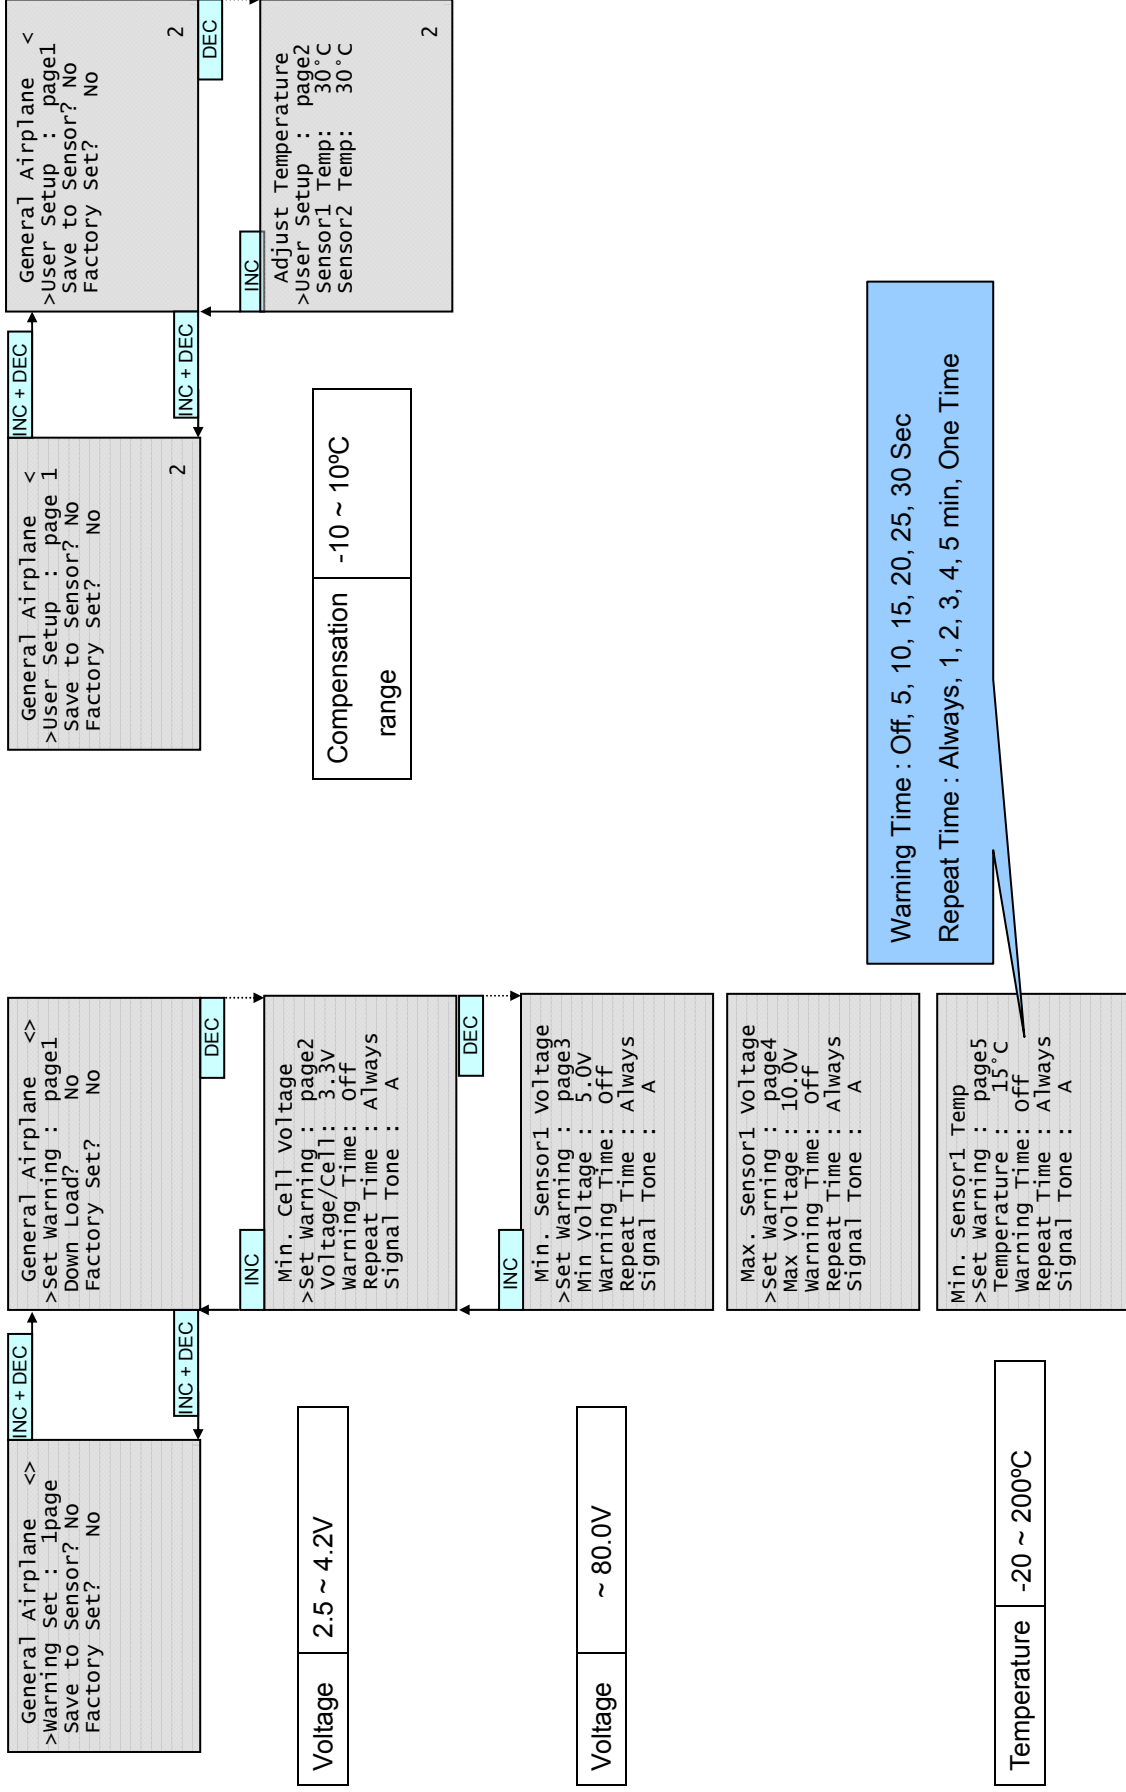 General Airplane <>
>Warning Set : 1page
Save to Sensor? No
Factory Set? No
INC + DEC
INC + DEC
General Airplane <>
>Set Warning : page1
Down Load? No
Factory Set? No
DEC
INC
Voltage 2.5 ~ 4.2V
Min. Cell Voltage
>Set Warning : page2
Voltage/Cell: 3.3V
Warning Time: off
Repeat Time : Always
Signal Tone : A
DEC
INC
Voltage ~ 80.0V
Min. Sensor1 Voltage
>Set Warning : page3
Min Voltage : 5.0V
Warning Time: off
Repeat Time : Always
Signal Tone : A
Max. Sensor1 Voltage
>Set Warning : page4
Max Voltage : 10.0V
Warning Time: off
Repeat Time : Always
Signal Tone : A
Temperature -20 ~ 200ºC
Min. Sensor1 Temp
>Set Warning : page5
Temperature : 15°C
Warning Time: off
Repeat Time : Always
Signal Tone : A
Warning Time : Off, 5, 10, 15, 20, 25, 30 Sec
Repeat Time : Always, 1, 2, 3, 4, 5 min, One Time
General Airplane <
>User Setup : page 1
Save to Sensor? No
Factory Set? No
2
INC + DEC
INC + DEC
General Airplane <
>User Setup : page1
Save to Sensor? No
Factory Set? No
2
DEC
INC
Compensation
range
-10 ~ 10ºC
Adjust Temperature
>User Setup : page2
Sensor1 Temp: 30°C
Sensor2 Temp: 30°C
2